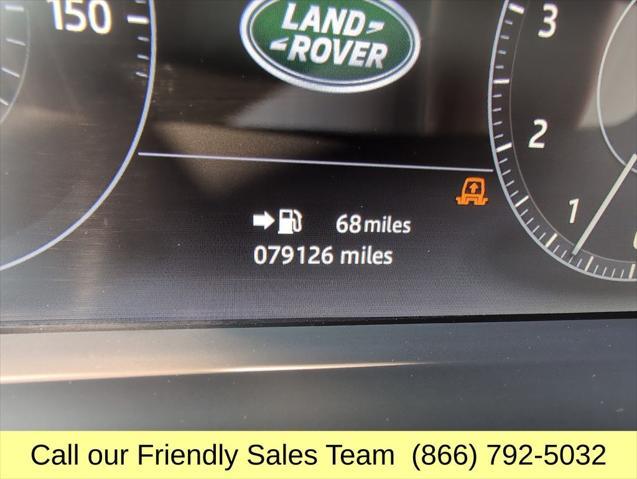 150
LAND
ROVER
3
2
1
68 miles
079126 miles
Call our Friendly Sales Team (866) 792-5032